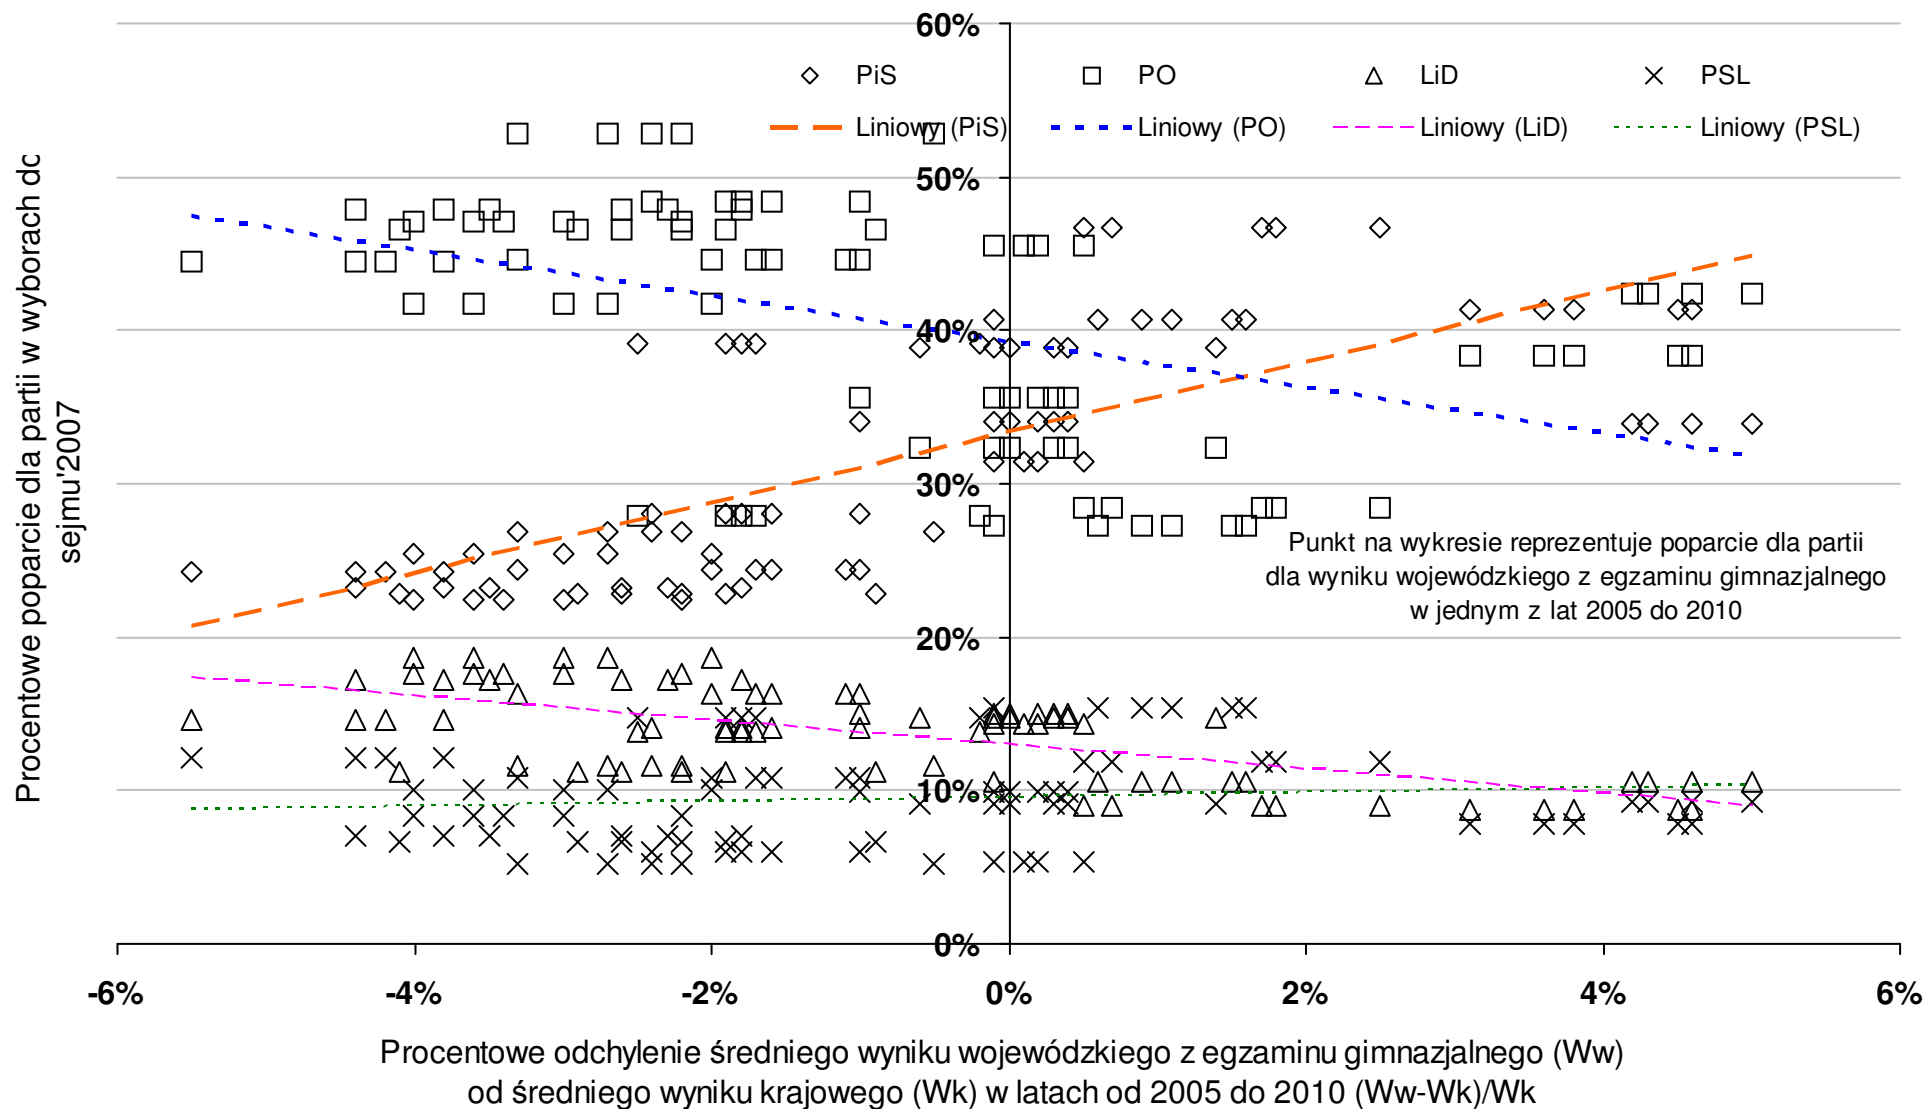 60%
PiS PO LiD PSL
Liniowy (PiS) Liniowy (PO) Liniowy (LiD) Liniowy (PSL)
50%
40%
30%
20%
10%
0%
Procentowe poparcie dla partii w wyborach dc
sejmu'2007
Punkt na wykresie reprezentuje poparcie dla partii
dla wyniku wojewódzkiego z egzaminu gimnazjalnego
w jednym z lat 2005 do 2010
-6% -4% -2% 0% 2% 4% 6%
Procentowe odchylenie średniego wyniku wojewódzkiego z egzaminu gimnazjalnego (Ww)
od średniego wyniku krajowego (Wk) w latach od 2005 do 2010 (Ww-Wk)/Wk